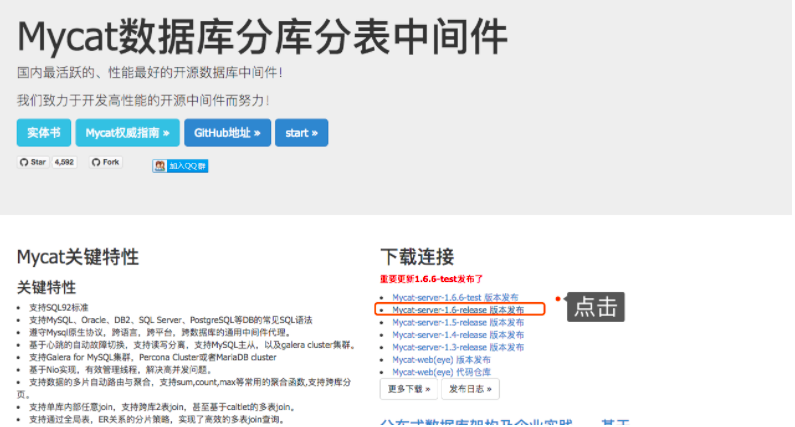 Mycat数据库分库分表中间件
国内最活跃的、性能最好的开源数据库中间件！
我们致力于开发高性能的开源中间件而努力！
实体书 Mycat权威指南 » GitHub地址 » start »
Star 4,592 Fork 加入QQ群
Mycat关键特性
关键特性
支持SQL92标准
支持MySQL、Oracle、DB2、SQL Server、PostgreSQL等DB的常见SQL语法
遵守Mysql原生协议，跨语言，跨平台，跨数据库的通用中间件代理。
基于心跳的自动故障切换，支持读写分离，支持MySQL主从，以及galera cluster集群。
支持Galera for MySQL集群，Percona Cluster或者MariaDB cluster
基于Nio实现，有效管理线程，解决高并发问题。
支持数据的多片自动路由与聚合，支持sum,count,max等常用的聚合函数,支持跨库分
页。
支持单库内部任意join，支持跨库2表join，甚至基于caltlet的多表join。
支持通过全局表，ER关系的分片策略，实现了高效的多表join查询。
下载连接
重要更新1.6.6-test发布了
Mycat-server-1.6.6-test 版本发布
Mycat-server-1.6-release 版本发布
点击
Mycat-server-1.5-release 版本发布
Mycat-server-1.4-release 版本发布
Mycat-server-1.3-release 版本发布
Mycat-web(eye) 版本发布
Mycat-web(eye) 代码仓库
更多下载 » 发布日志 »
分布式数据库架构及企业实践——基于